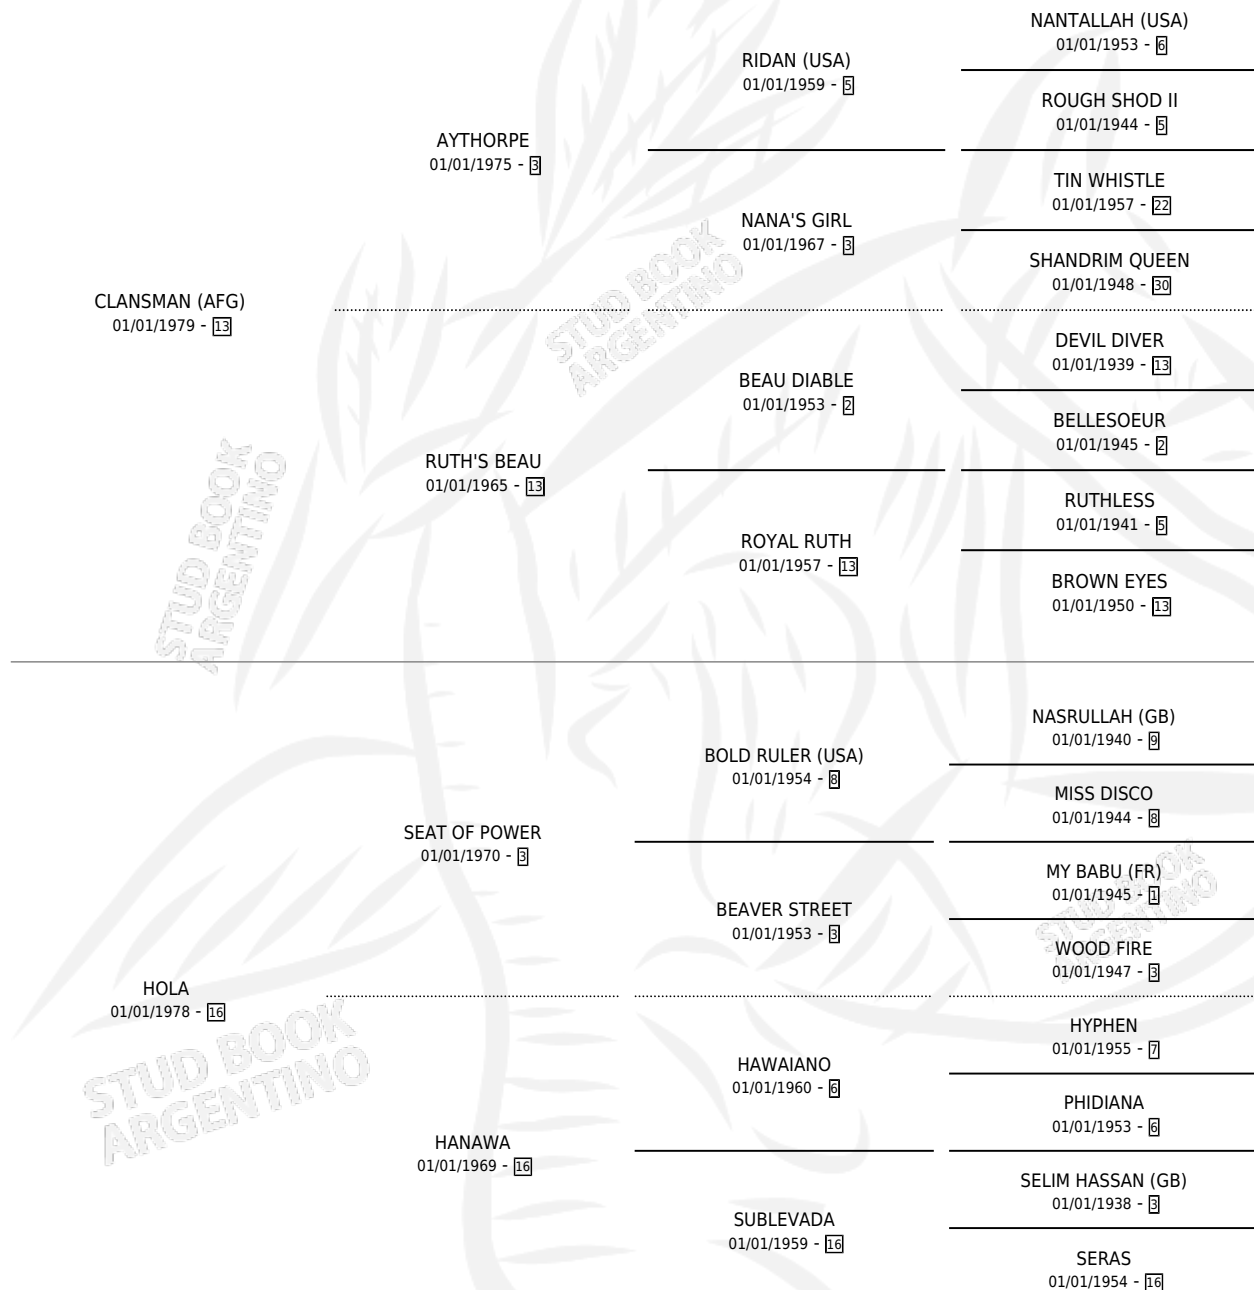 NANTALLAH (USA)
01/01/1953 - 6
RIDAN (USA)
01/01/1959 - 5
ROUGH SHOD II
01/01/1944 - 5
AYTHORPE
01/01/1975 - 3
TIN WHISTLE
01/01/1957 - 22
NANA'S GIRL
01/01/1967 - 3
SHANDRIM QUEEN
01/01/1948 - 30
CLANSMAN (AFG)
01/01/1979 - 13
DEVIL DIVER
01/01/1939 - 13
BEAU DIABLE
01/01/1953 - 2
BELLESOEUR
01/01/1945 - 2
RUTH'S BEAU
01/01/1965 - 13
RUTHLESS
01/01/1941 - 5
ROYAL RUTH
01/01/1957 - 13
BROWN EYES
01/01/1950 - 13
NASRULLAH (GB)
01/01/1940 - 9
BOLD RULER (USA)
01/01/1954 - 8
MISS DISCO
01/01/1944 - 8
SEAT OF POWER
01/01/1970 - 3
MY BABU (FR)
01/01/1945 - 1
BEAVER STREET
01/01/1953 - 3
WOOD FIRE
01/01/1947 - 3
HOLA
01/01/1978 - 16
HYPHEN
01/01/1955 - 7
HAWAIANO
01/01/1960 - 6
PHIDIANA
01/01/1953 - 6
HANAWA
01/01/1969 - 16
SELIM HASSAN (GB)
01/01/1938 - 3
SUBLEVADA
01/01/1959 - 16
SERAS
01/01/1954 - 16
STUD BOOK
ARGENTINO
STUD BOOK
ARGENTINO
STUD BOOK
ARGENTINO
STUD BOOK
ARGENTINO